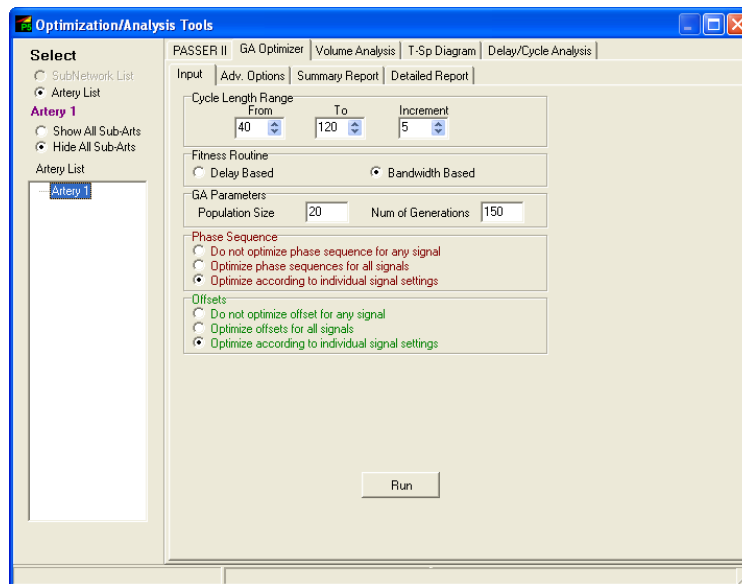 Optimization/Analysis Tools
Select
SubNetwork List
Artery List
Artery 1
Show All Sub-Arts
Hide All Sub-Arts
Artery List
Artery 1
PASSER II GA Optimizer Volume Analysis T-Sp Diagram Delay/Cycle Analysis
Input Adv. Options Summary Report Detailed Report
Cycle Length Range
From To Increment
40 120 5
Fitness Routine
Delay Based Bandwidth Based
GA Parameters
Population Size 20 Num of Generations 150
Phase Sequence
Do not optimize phase sequence for any signal
Optimize phase sequences for all signals
Optimize according to individual signal settings
Offsets
Do not optimize offset for any signal
Optimize offsets for all signals
Optimize according to individual signal settings
Run